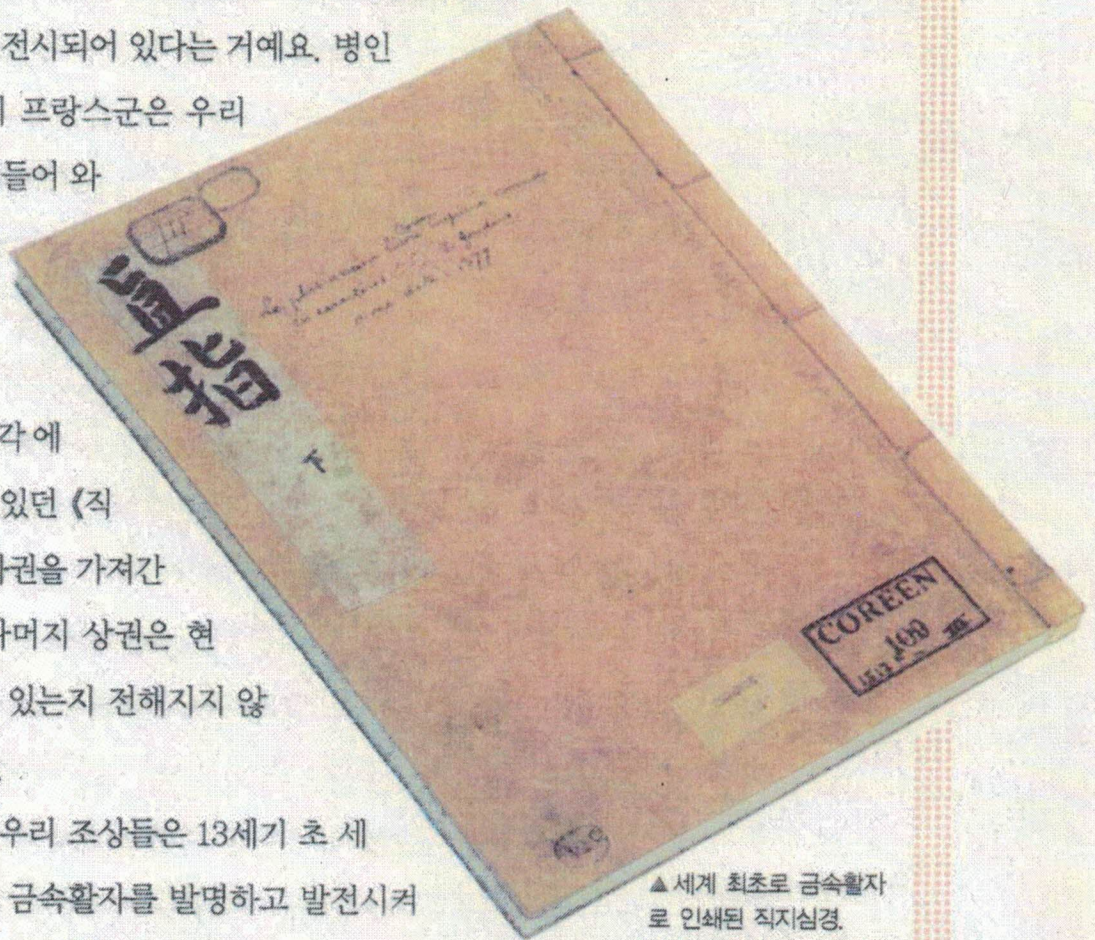 전시되어 있다는 거예요. 병인
프랑스군은 우리
들어 와
각에
있던 《직
권을 가져간
머지 상권은 현
있는지 전해지지 않
우리 조상들은 13세기 초 세
금속활자를 발명하고 발전시켜
直
指
下
COREEN
109
▲세계 최초로 금속활자
로 인쇄된 직지심경.